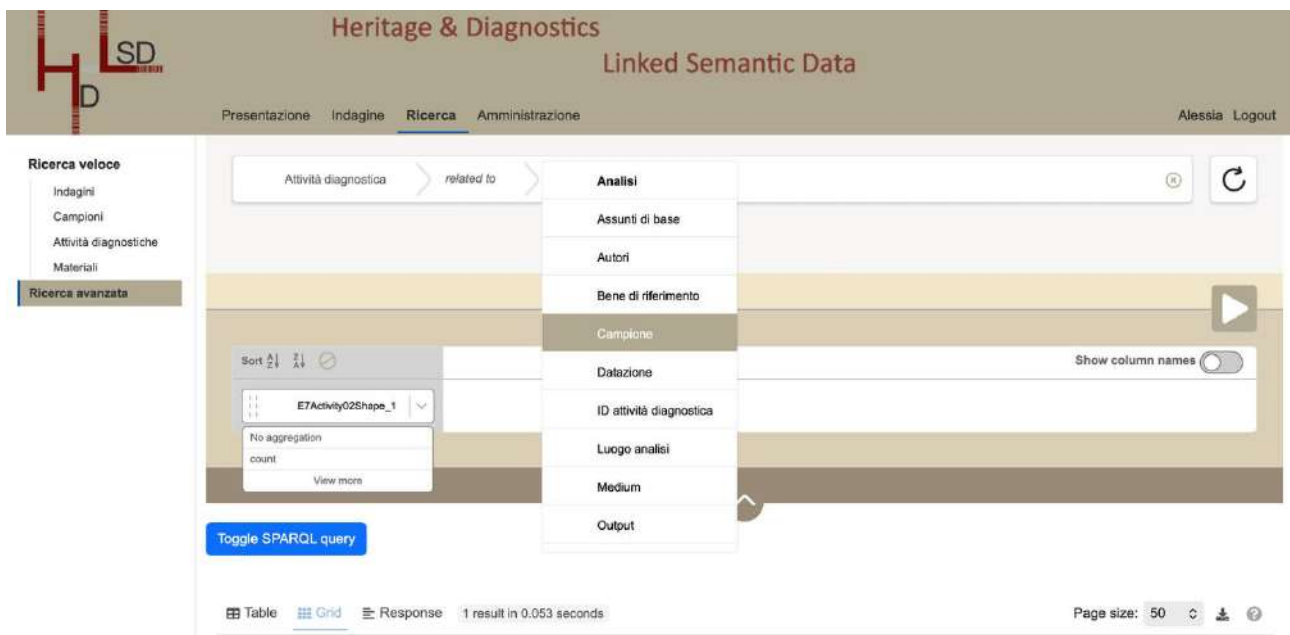 H LSD D
Heritage & Diagnostics
Linked Semantic Data
Presentazione Indagine Ricerca Amministrazione Alessia Logout
Ricerca veloce
Indagini
Campioni
Attività diagnostiche
Materiali
Ricerca avanzata
Attività diagnostica related to
Analisi
Assunti di base
Autori
Bene di riferimento
Campione
Datazione
ID attività diagnostica
Luogo analisi
Medium
Output
Sort Show column names
E7Activity02Shape_1
No aggregation
count
View more
Toggle SPARQL query
Table Grid Response 1 result in 0.053 seconds Page size: 50